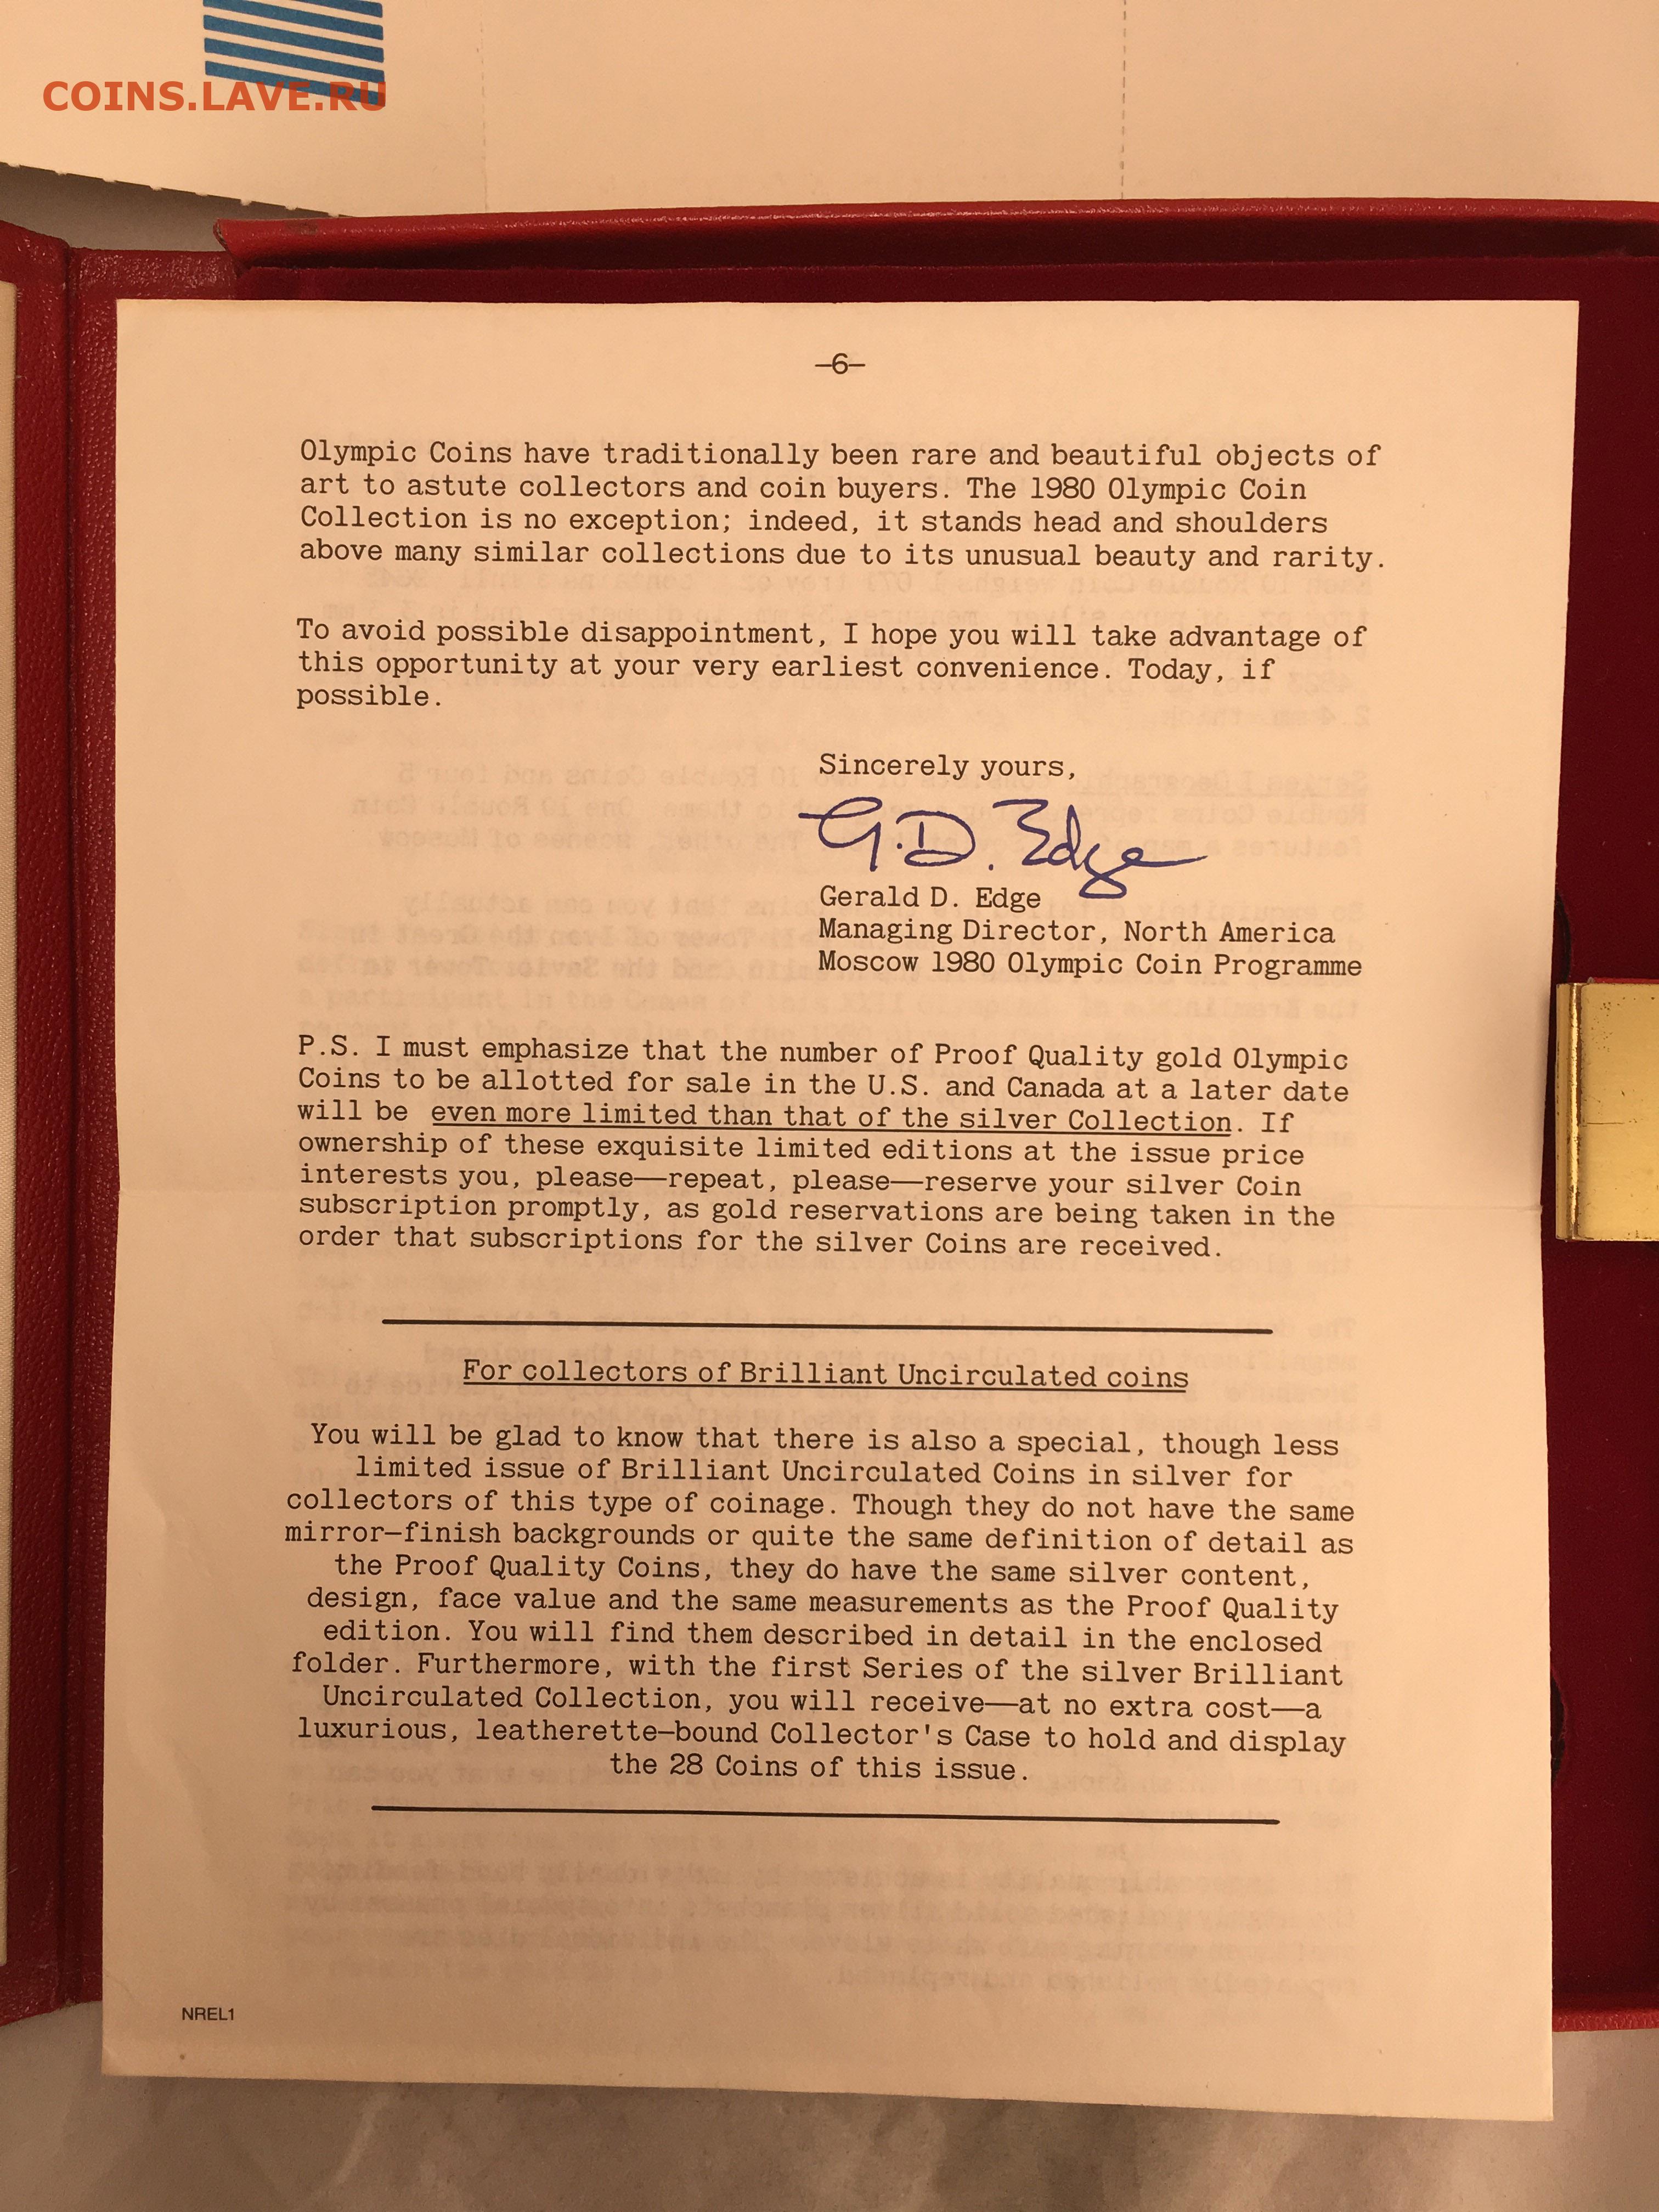 COINS.LAVE.RU
—6—
Olympic Coins have traditionally been rare and beautiful objects of
art to astute collectors and coin buyers. The 1980 Olympic Coin
Collection is no exception; indeed, it stands head and shoulders
above many similar collections due to its unusual beauty and rarity.
To avoid possible disappointment, I hope you will take advantage of
this opportunity at your very earliest convenience. Today, if
possible.
Sincerely yours,
G.D. Edge
Gerald D. Edge
Managing Director, North America
Moscow 1980 Olympic Coin Programme
P.S. I must emphasize that the number of Proof Quality gold Olympic
Coins to be allotted for sale in the U.S. and Canada at a later date
will be even more limited than that of the silver Collection. If
ownership of these exquisite limited editions at the issue price
interests you, please—repeat, please—reserve your silver Coin
subscription promptly, as gold reservations are being taken in the
order that subscriptions for the silver Coins are received.
For collectors of Brilliant Uncirculated coins
You will be glad to know that there is also a special, though less
limited issue of Brilliant Uncirculated Coins in silver for
collectors of this type of coinage. Though they do not have the same
mirror-finish backgrounds or quite the same definition of detail as
the Proof Quality Coins, they do have the same silver content,
design, face value and the same measurements as the Proof Quality
edition. You will find them described in detail in the enclosed
folder. Furthermore, with the first Series of the silver Brilliant
Uncirculated Collection, you will receive—at no extra cost—a
luxurious, leatherette-bound Collector's Case to hold and display
the 28 Coins of this issue.
NREL1